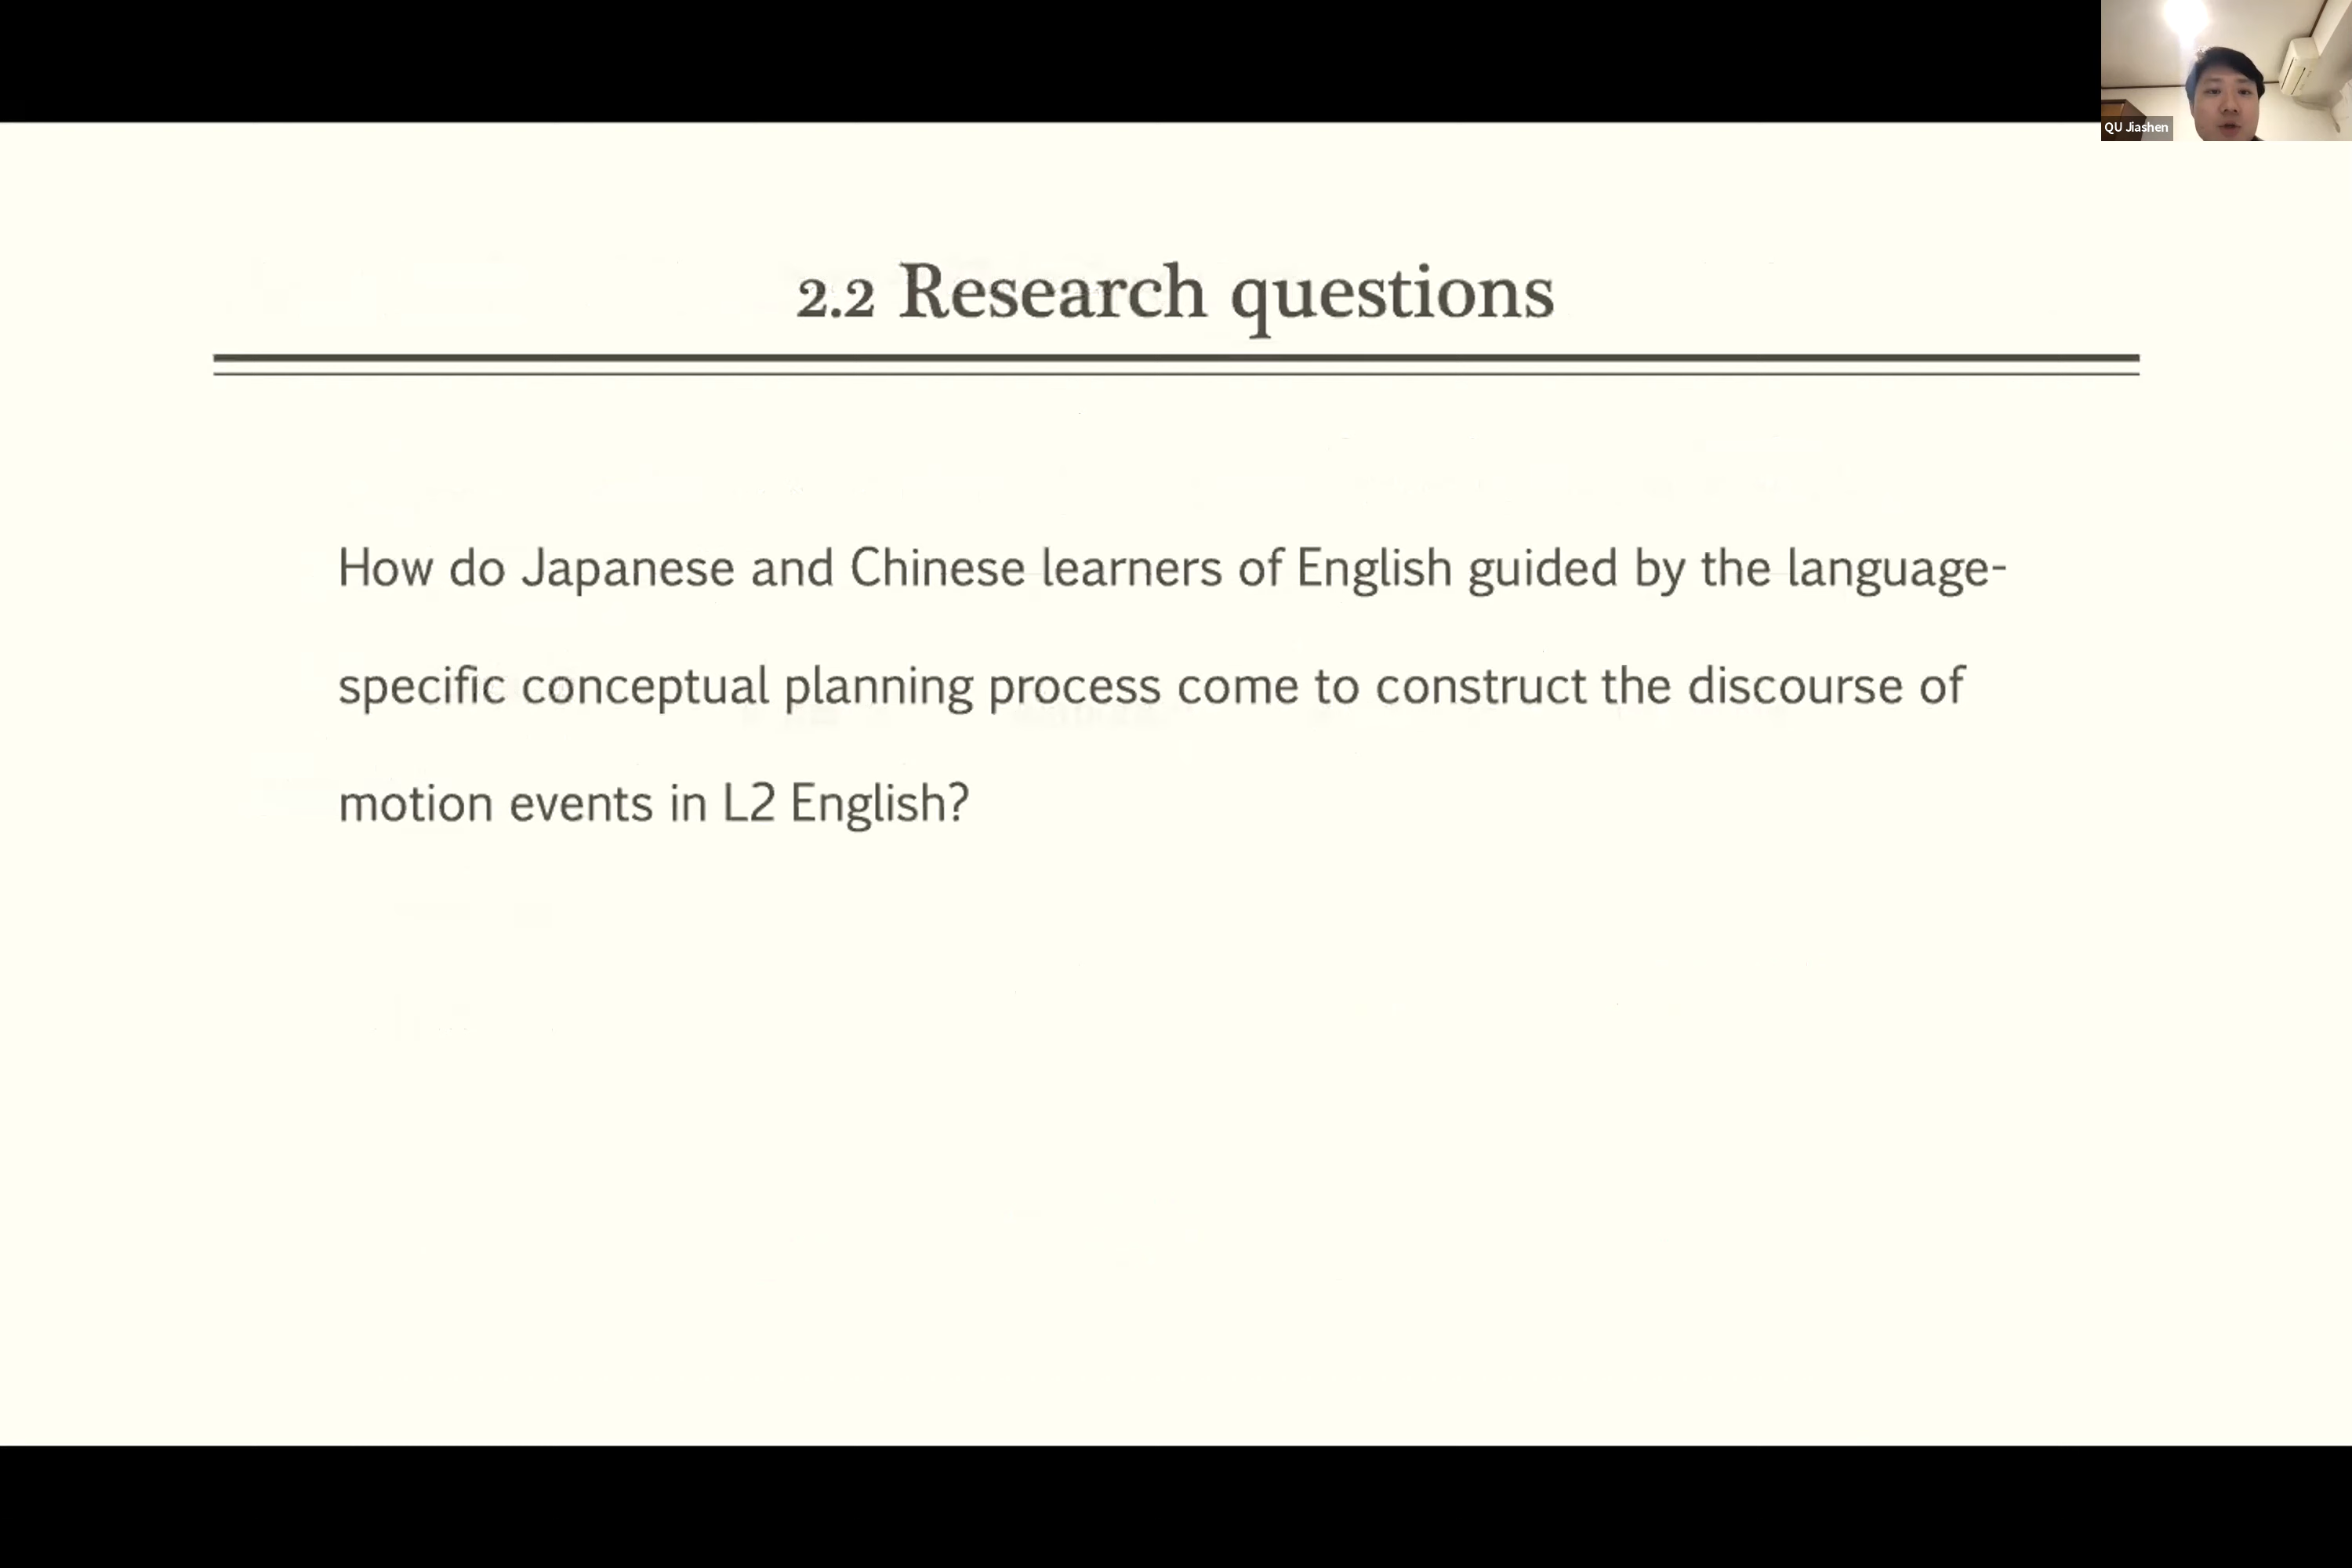 QU Jiashen
2.2 Research questions
How do Japanese and Chinese learners of English guided by the language-
specific conceptual planning process come to construct the discourse of
motion events in L2 English?